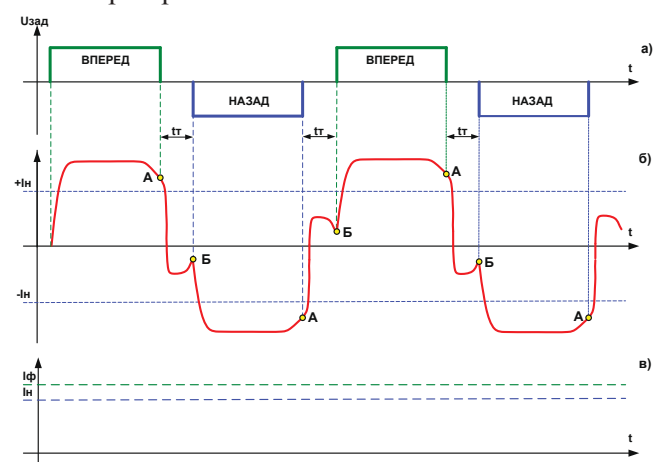 Uзад
а)
ВПЕРЕД
ВПЕРЕД
t
НАЗАД
НАЗАД
tт
tт
tт
б)
+Iн
А
А
Б
t
Б
Б
-Iн
А
А
в)
Iф
Iн
t